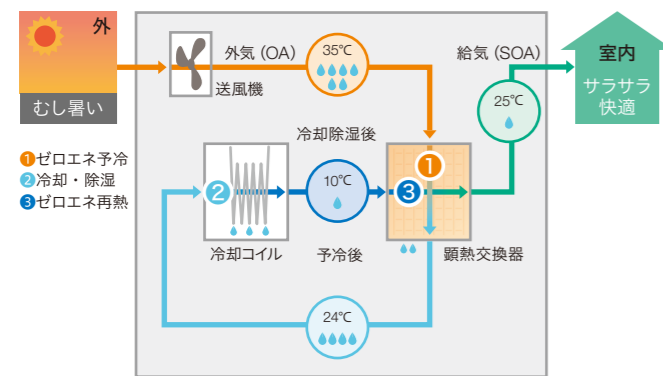 外
むし暑い
外気（OA）
送風機
35℃
給気（SOA）
25℃
室内
サラサラ
快適
❶ゼロエネ予冷
❷冷却・除湿
❸ゼロエネ再熱
冷却除湿後
❶
❷
10℃
❸
冷却コイル
予冷後
顕熱交換器
24℃